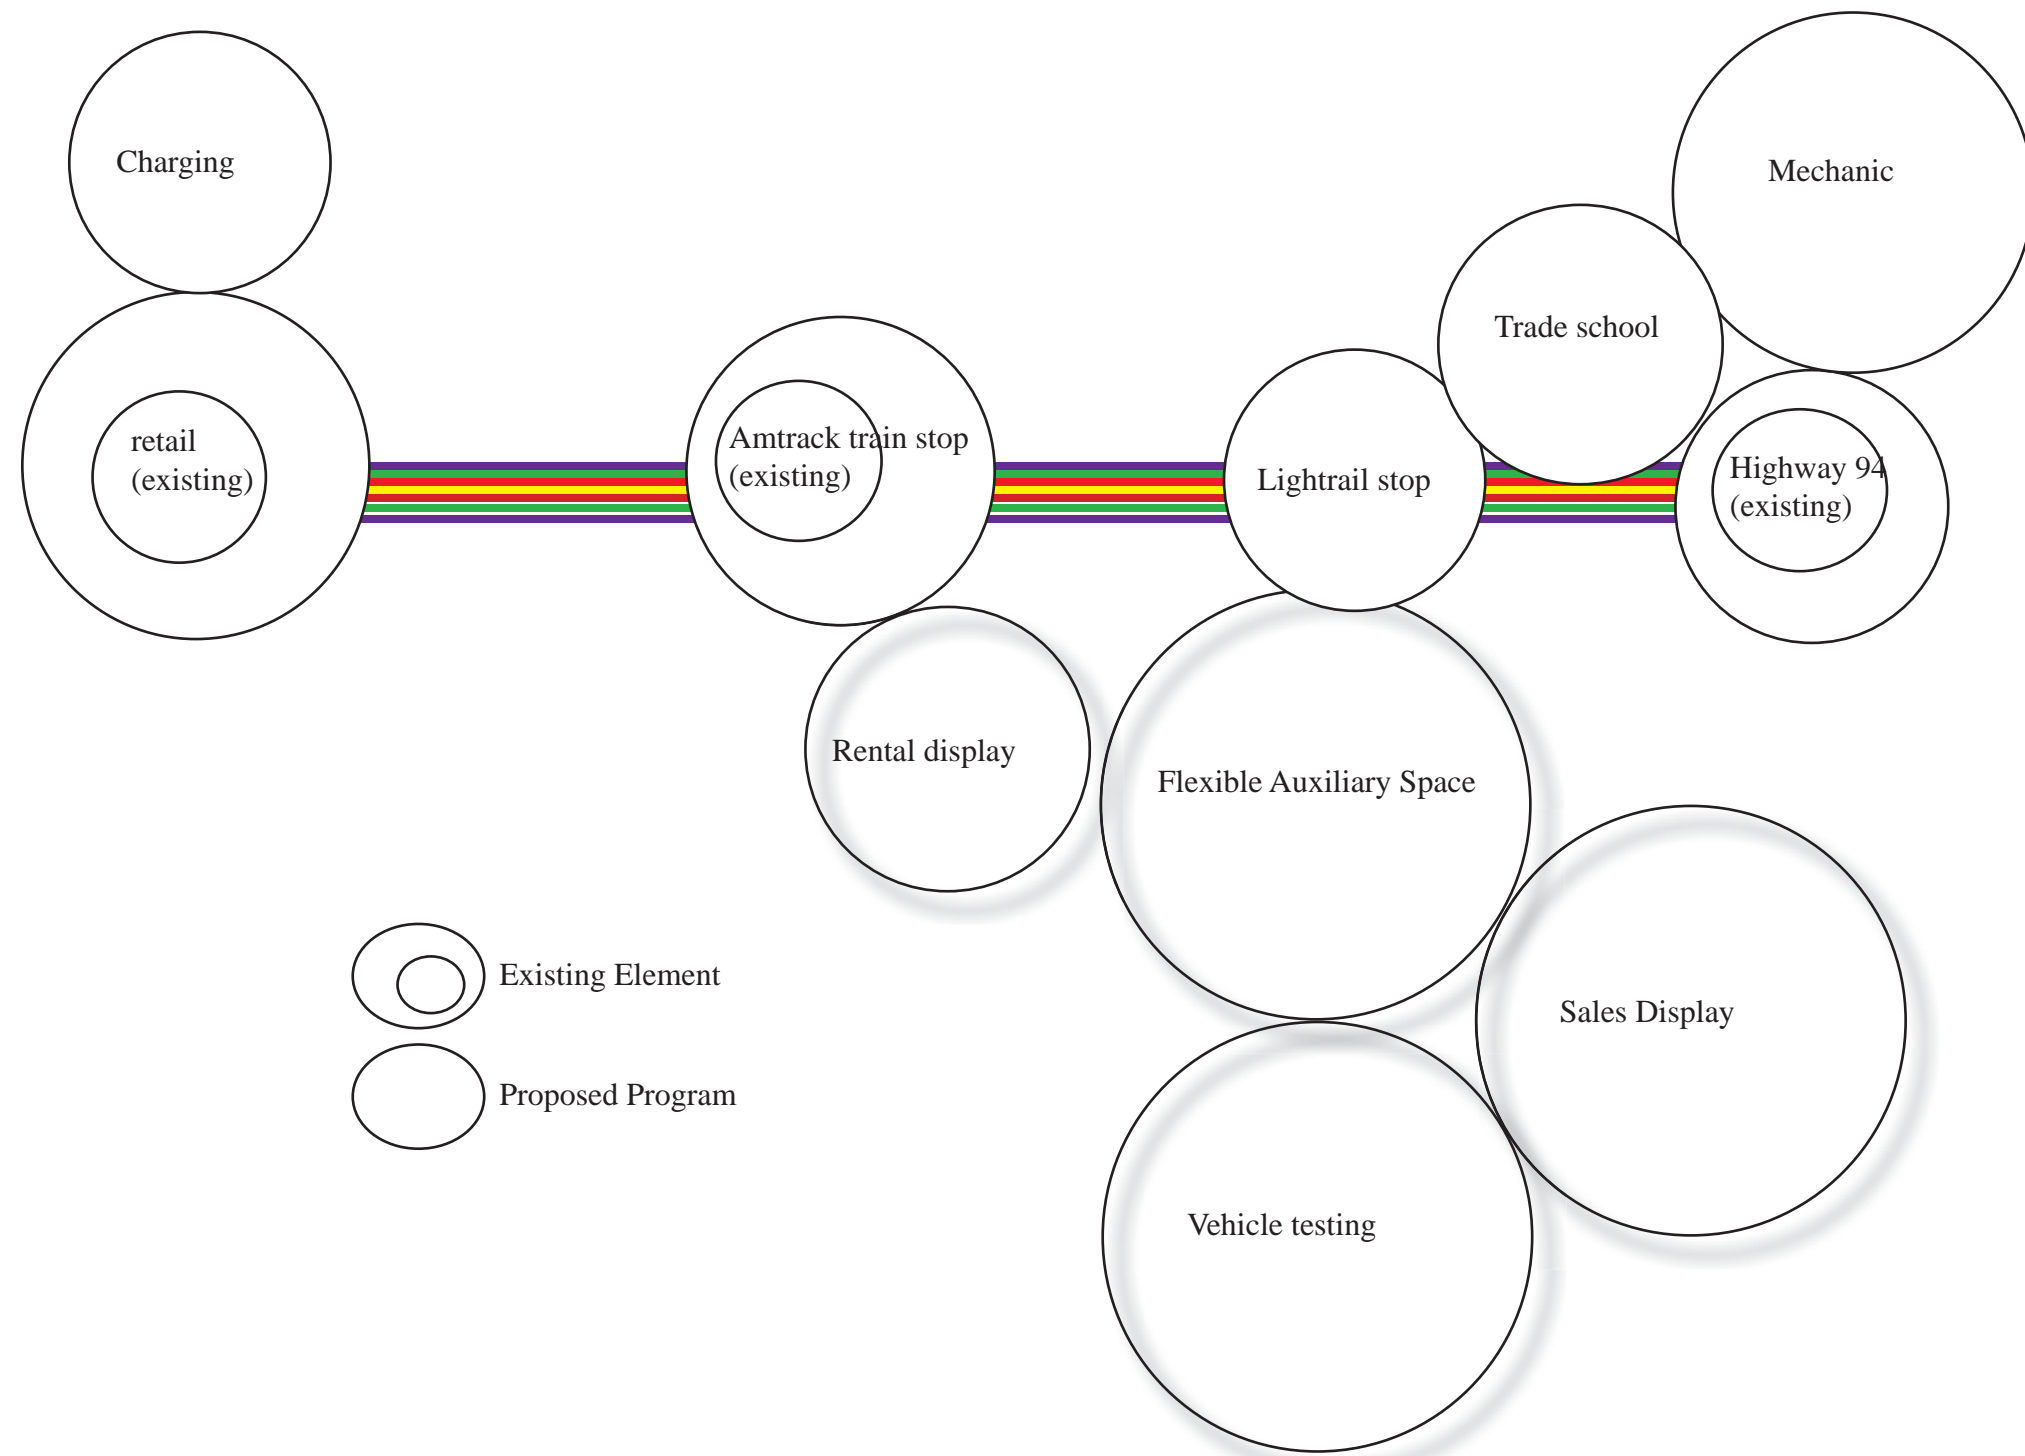 Charging
Mechanic
Trade school
retail
(existing)
Amtrack train stop
(existing)
Lightrail stop
Highway 94
(existing)
Rental display
Flexible Auxiliary Space
Existing Element
Sales Display
Proposed Program
Vehicle testing